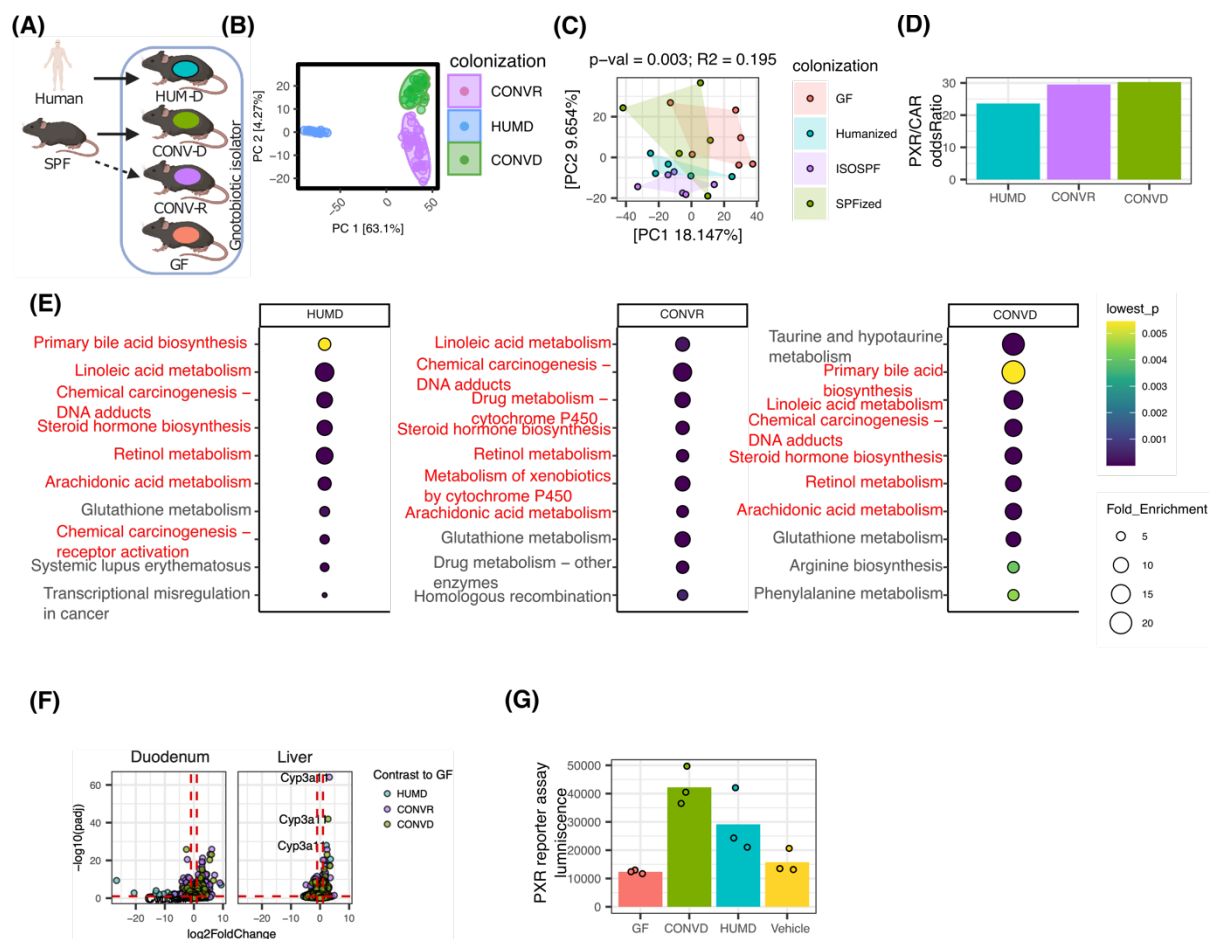 (A)
Human
SPF
HUM-D
CONV-D
CONV-R
GF
Gnotobiotic isolator
(B)
PC 2 [4.27%]
20
10
0
−10
−20
−50
0
50
PC 1 [63.1%]
colonization
CONVR
HUMD
CONVD
(C)
p−val = 0.003; R2 = 0.195
[PC2 9.654%]
20
0
−20
−40
−20
0
20
40
[PC1 18.147%]
colonization
GF
Humanized
ISOSPF
SPFized
(D)
PXR/CAR
oddsRatio
30
20
10
0
HUMD
CONVR
CONVD
(E)
HUMD
Primary bile acid biosynthesis
Linoleic acid metabolism
Chemical carcinogenesis −
DNA adducts
Steroid hormone biosynthesis
Retinol metabolism
Arachidonic acid metabolism
Glutathione metabolism
Chemical carcinogenesis −
receptor activation
Systemic lupus erythematosus
Transcriptional misregulation
in cancer
CONVR
Linoleic acid metabolism
Chemical carcinogenesis −
DNA adducts
Drug metabolism −
cytochrome P450
Steroid hormone biosynthesis
Retinol metabolism
Metabolism of xenobiotics
by cytochrome P450
Arachidonic acid metabolism
Glutathione metabolism
Drug metabolism − other
enzymes
Homologous recombination
CONVD
Taurine and hypotaurine
metabolism
Primary bile acid
biosynthesis
Linoleic acid metabolism
Chemical carcinogenesis −
DNA adducts
Steroid hormone biosynthesis
Retinol metabolism
Arachidonic acid metabolism
Glutathione metabolism
Arginine biosynthesis
Phenylalanine metabolism
lowest_p
0.005
0.004
0.003
0.002
0.001
Fold_Enrichment
5
10
15
20
(F)
Duodenum
Liver
−log10(padj)
60
40
20
0
Cyp3a11
Cyp3a11
Cyp3a11
−20
−10
0
10
−20
−10
0
10
log2FoldChange
Contrast to GF
HUMD
CONVR
CONVD
(G)
PXR reporter assay
lumniscence
50000
40000
30000
20000
10000
0
GF
CONVD
HUMD
Vehicle